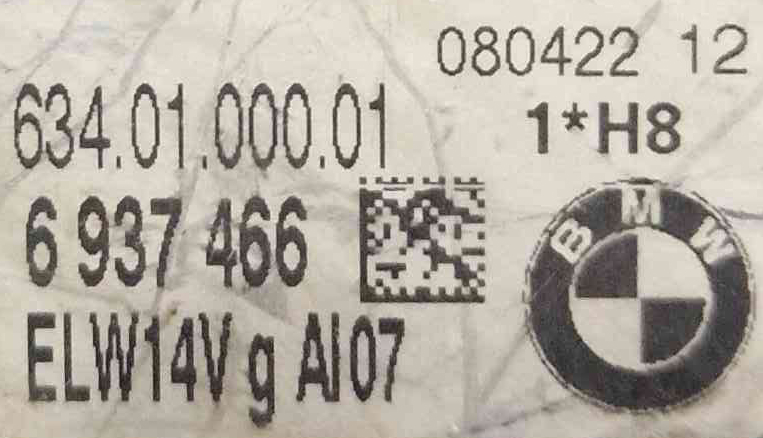 080422 12
634.01.000.01
1*H8
6 937 466
BMW
ELW14V g AI07